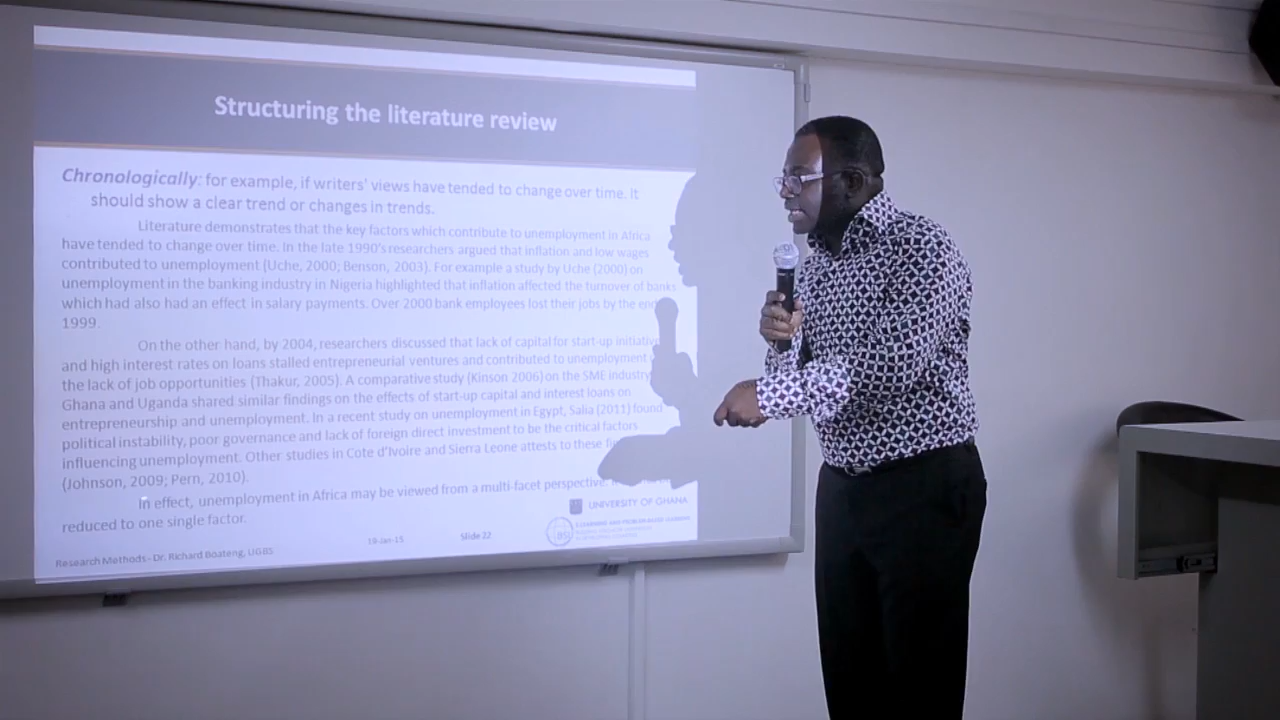 Structuring the literature review
Chronologically: for example, if writers' views have tended to change over time. It
should show a clear trend or changes in trends.
Literature demonstrates that the key factors which contribute to unemployment in Africa
have tended to change over time. In the late 1990's researchers argued that inflation and low wages
contributed to unemployment (Uche, 2000; Benson, 2003). For example a study by Uche (2000) on
unemployment in the banking industry in Nigeria highlighted that inflation affected the turnover of banks
which had also had an effect in salary payments. Over 2000 bank employees lost their jobs by the end
1999.
On the other hand, by 2004, researchers discussed that lack of capital for start-up
and high interest rates on loans stalled entrepreneurial ventures and contributed to unemployment
the lack of job opportunities (Thakur, 2005). A comparative study (Kinson 2006) on the SME industry
Ghana and Uganda shared similar findings on the effects of start-up capital and interest loans on
entrepreneurship and unemployment. In a recent study on unemployment in Egypt, Salia (2011) found
political instability, poor governance and lack of foreign direct investment to be the critical factors
influencing unemployment. Other studies in Cote d'Ivoire and Sierra Leone attests to these
(Johnson, 2009; Pern, 2010).
In effect, unemployment in Africa may be viewed from a multi-facet perspective.
reduced to one single factor.
UNIVERSITY OF GHANA
Research Methods - Dr. Richard Boateng, UGBS
19-Jan-15
Slide 22